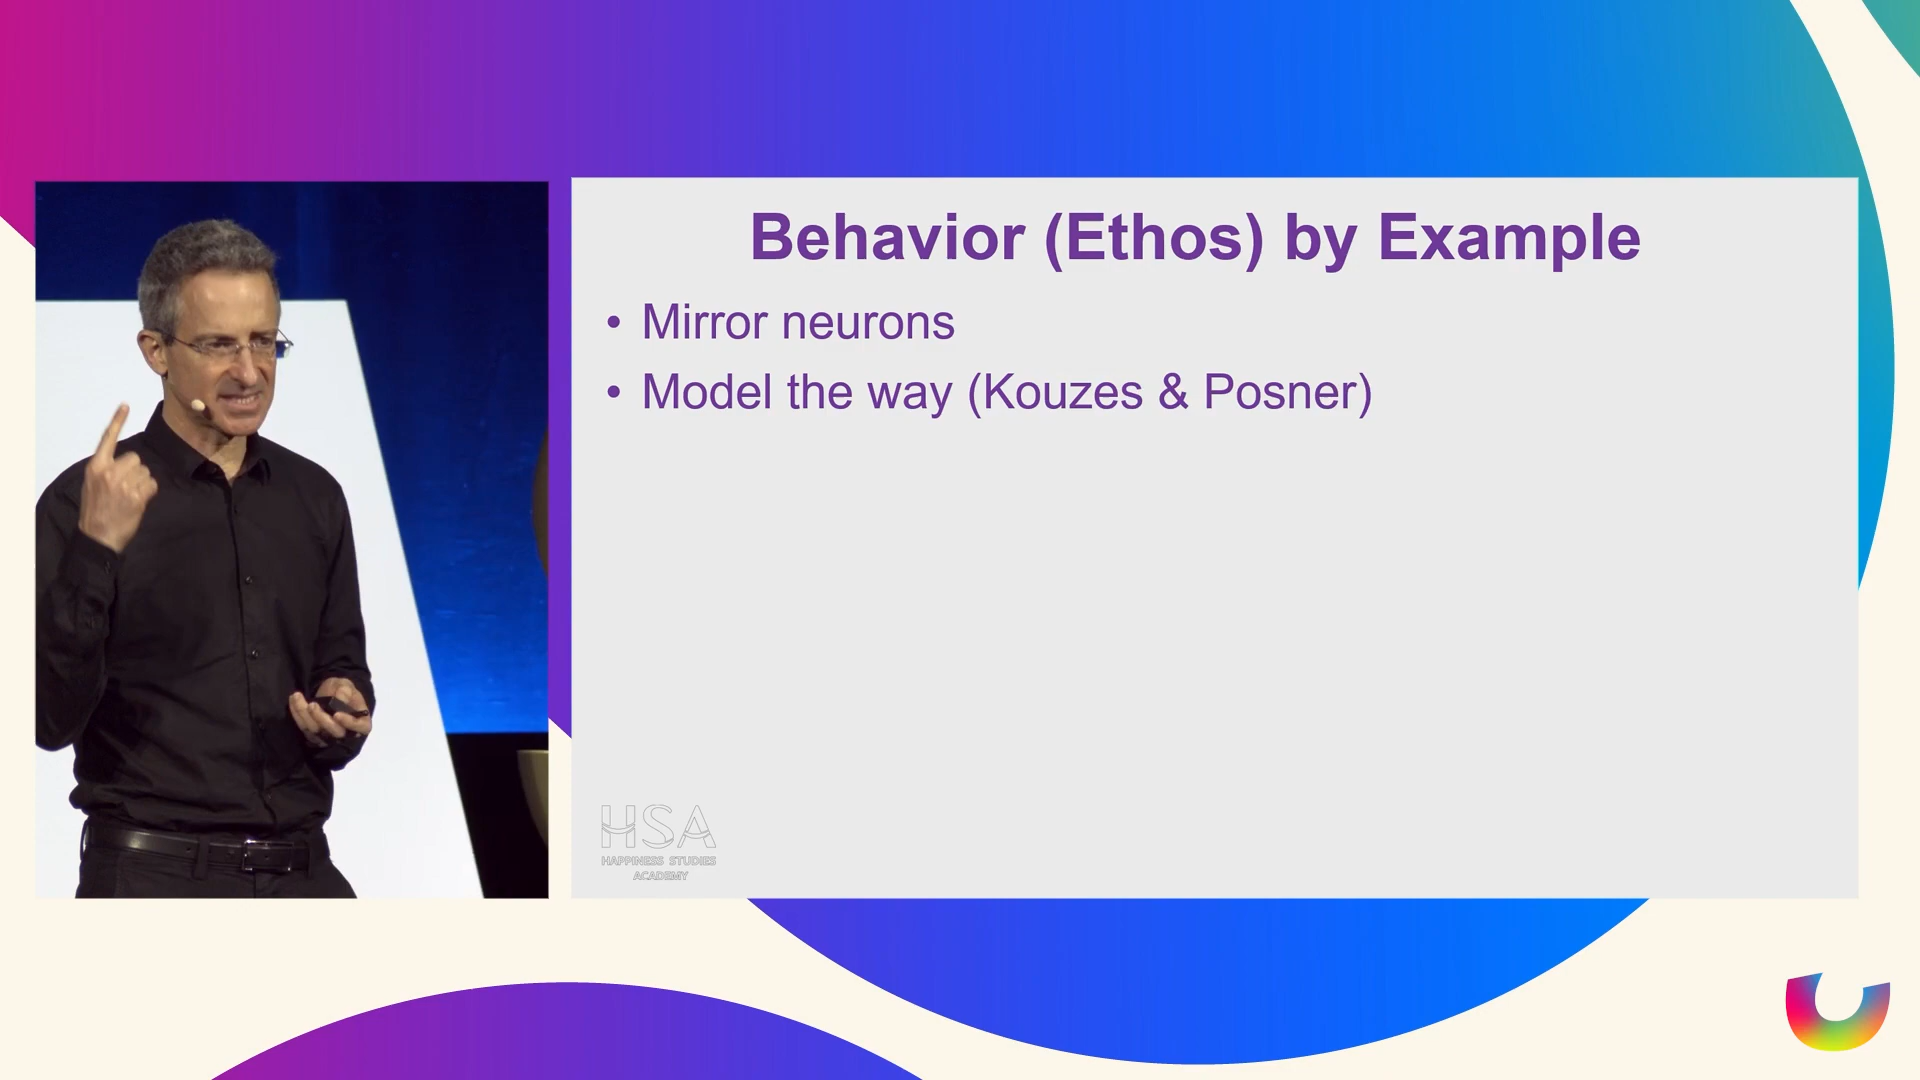 Behavior (Ethos) by Example
• Mirror neurons
• Model the way (Kouzes & Posner)
HSA
HAPPINESS STUDIES
ACADEMY